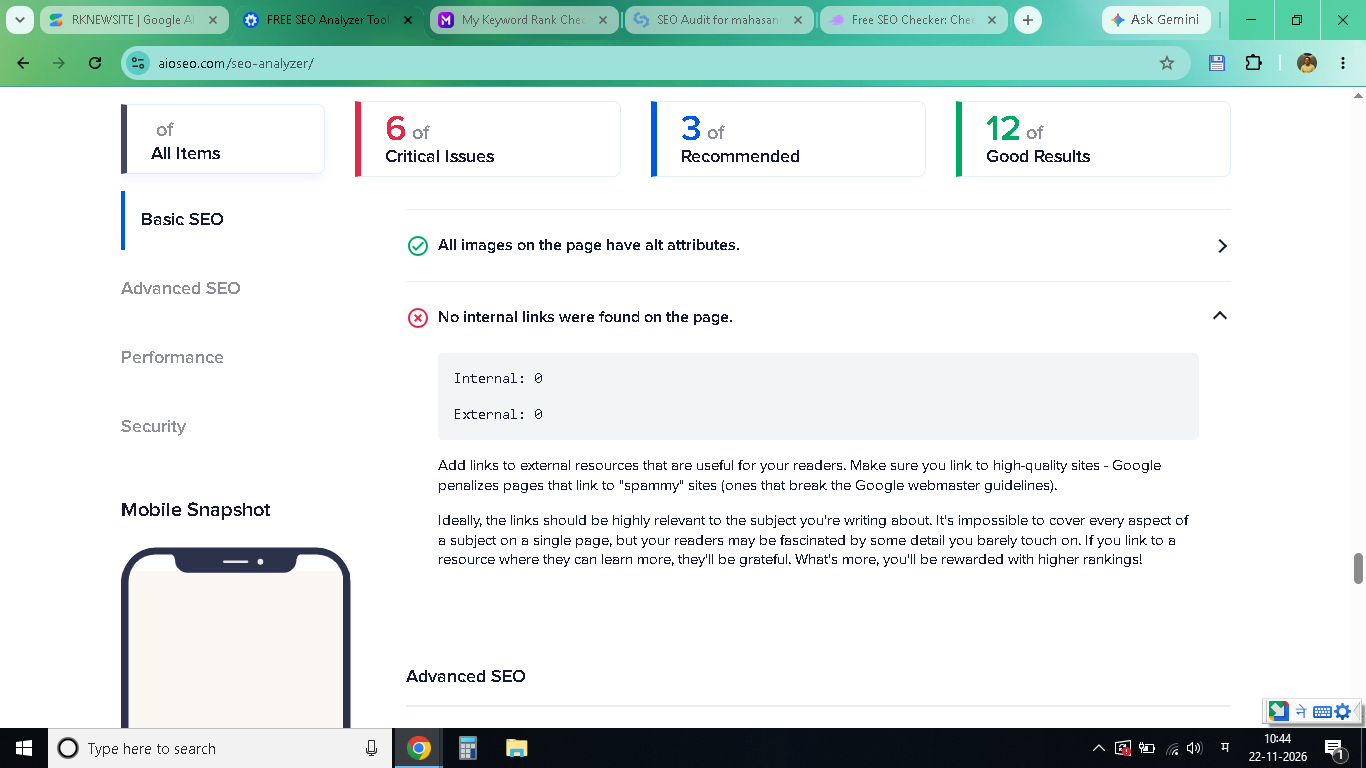 RKNEWSITE | Google AI
FREE SEO Analyzer Tool
My Keyword Rank Chec
SEO Audit for mahasan
Free SEO Checker: Chec
Ask Gemini
aioseo.com/seo-analyzer/
of
All Items
6 of
Critical Issues
3 of
Recommended
12 of
Good Results
Basic SEO
Advanced SEO
Performance
Security
Mobile Snapshot
All images on the page have alt attributes.
No internal links were found on the page.
Internal: 0
External: 0
Add links to external resources that are useful for your readers. Make sure you link to high-quality sites - Google
penalizes pages that link to "spammy" sites (ones that break the Google webmaster guidelines).
Ideally, the links should be highly relevant to the subject you're writing about. It's impossible to cover every aspect of
a subject on a single page, but your readers may be fascinated by some detail you barely touch on. If you link to a
resource where they can learn more, they'll be grateful. What's more, you'll be rewarded with higher rankings!
Advanced SEO
Type here to search
म
10:44
22-11-2026
1